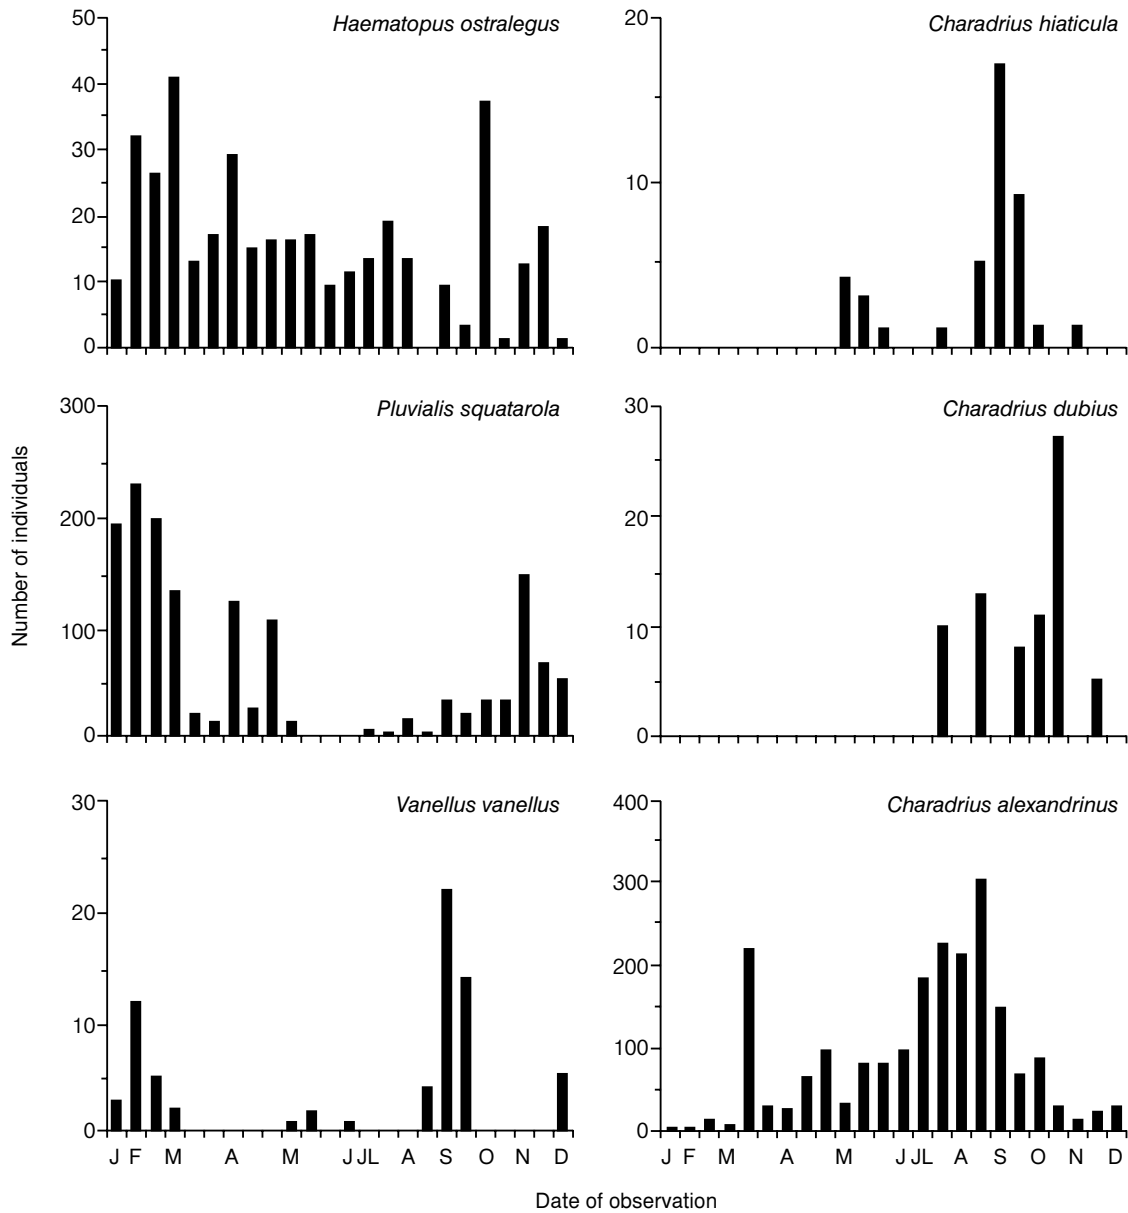 Haematopus ostralegus
50
40
30
20
10
0
Charadrius hiaticula
20
10
0
Pluvialis squatarola
300
200
100
0
Charadrius dubius
30
20
10
0
Number of individuals
Vanellus vanellus
30
20
10
0
J F M A M J JL A S O N D
Charadrius alexandrinus
400
300
200
100
0
J F M A M J JL A S O N D
Date of observation